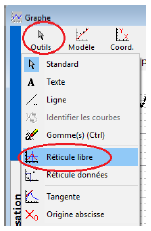 Graphe
Outils Modèle Coord.
Standard
Texte
Ligne
Identifier les courbes
Gomme(s) (Ctrl)
Réticule libre
Réticule données
Tangente
Origine abscisse
sation